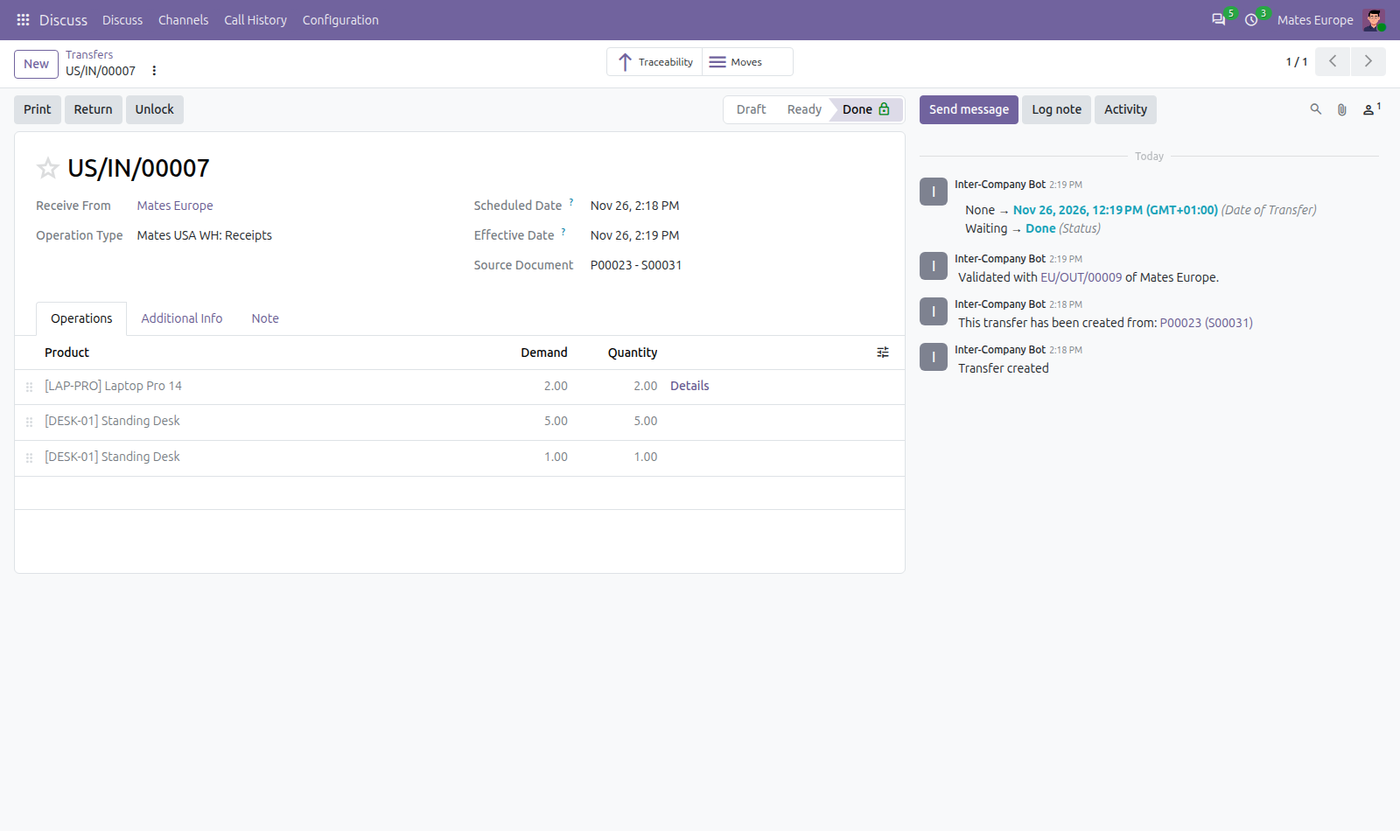 Discuss Discuss Channels Call History Configuration 5 3 Mates Europe
New Transfers Traceability Moves 1 / 1
US/IN/00007
Print Return Unlock Draft Ready Done Send message Log note Activity 1
US/IN/00007
Receive From Mates Europe Scheduled Date ? Nov 26, 2:18 PM
Operation Type Mates USA WH: Receipts Effective Date ? Nov 26, 2:19 PM
Source Document P00023 - S00031
Operations Additional Info Note
Product Demand Quantity
[LAP-PRO] Laptop Pro 14 2.00 2.00 Details
[DESK-01] Standing Desk 5.00 5.00
[DESK-01] Standing Desk 1.00 1.00
Today
I Inter-Company Bot 2:19 PM
None → Nov 26, 2026, 12:19 PM (GMT+01:00) (Date of Transfer)
Waiting → Done (Status)
I Inter-Company Bot 2:19 PM
Validated with EU/OUT/00009 of Mates Europe.
I Inter-Company Bot 2:18 PM
This transfer has been created from: P00023 (S00031)
I Inter-Company Bot 2:18 PM
Transfer created